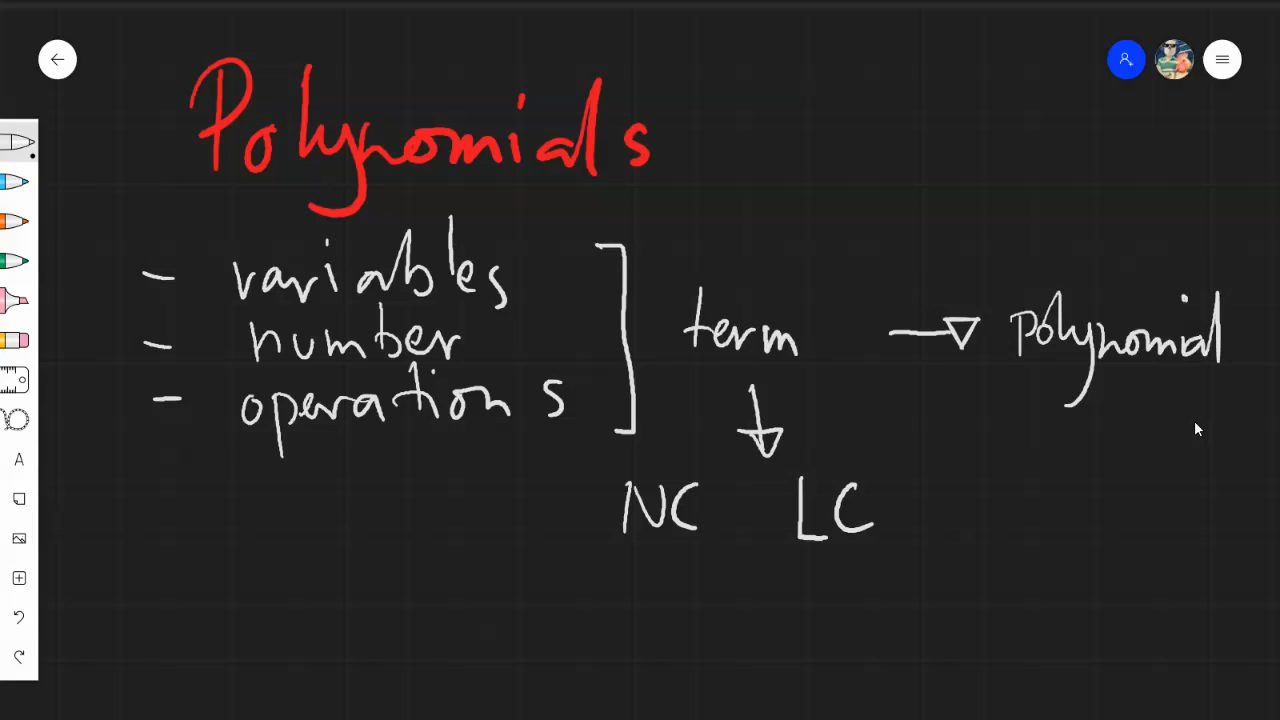 Polynomials
- variables
- number
- operations
term → polynomial
↓
NC LC
A